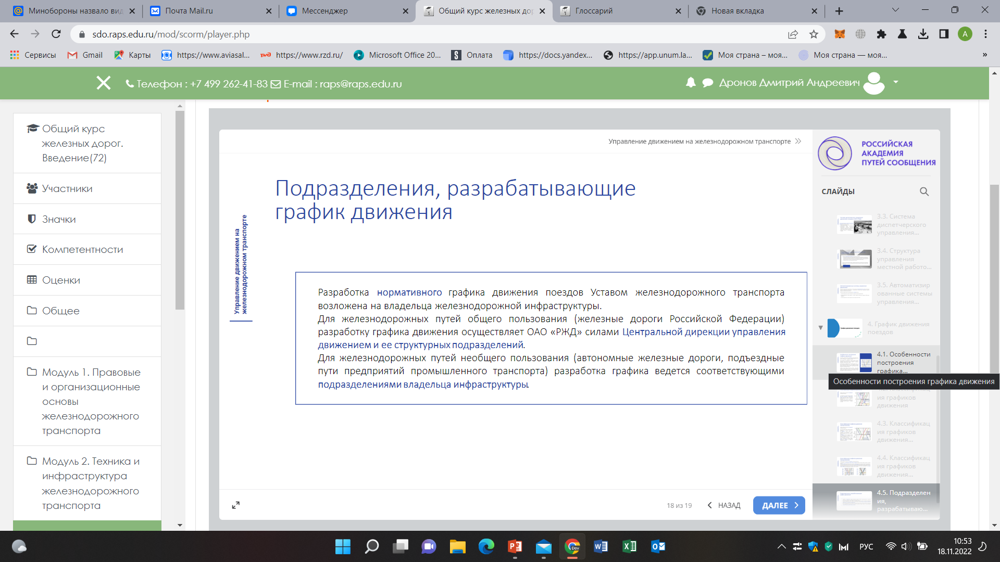 Минобороны назвало вид
Почта Mail.ru
Мессенджер
Общий курс железных дор
Глоссарий
Новая вкладка
sdo.raps.edu.ru/mod/scorm/player.php
A
Сервисы
Gmail
Карты
https://www.aviasal...
https://www.rzd.ru/
Microsoft Office 20...
Оплата
https://docs.yandex...
https://app.unum.la...
Моя страна – моя...
Моя страна — моя...
»
Телефон : +7 499 262-41-83 E-mail : raps@raps.edu.ru
Дронов Дмитрий Андреевич
Общий курс
железных дорог.
Введение(72)
Участники
Значки
Компетентности
Оценки
Общее
Модуль 1. Правовые
и организационные
основы
железнодорожного
транспорта
Модуль 2. Техника и
инфраструктура
железнодорожного
транспорта
Управление движением на железнодорожном транспорте
Подразделения, разрабатывающие
график движения
Управление движением на
железнодорожном транспорте
Разработка нормативного графика движения поездов Уставом железнодорожного транспорта
возложена на владельца железнодорожной инфраструктуры.
Для железнодорожных путей общего пользования (железные дороги Российской Федерации)
разработку графика движения осуществляет ОАО «РЖД» силами Центральной дирекции управления
движением и ее структурных подразделений.
Для железнодорожных путей необщего пользования (автономные железные дороги, подъездные
пути предприятий промышленного транспорта) разработка графика ведется соответствующими
подразделениями владельца инфраструктуры.
18 из 19
НАЗАД
ДАЛЕЕ
РОССИЙСКАЯ
АКАДЕМИЯ
ПУТЕЙ СООБЩЕНИЯ
СЛАЙДЫ
3.3. Система
диспетчерского
управления...
3.4. Структура
управления
местной работо...
3.5. Автоматизир
ованные системы
управления...
4. График движения
поездов
4.1. Особенности
построения
графика...
Особенности построения графика движения
ия графиков
движения
4.3. Классификац
ия графиков
движения...
4.4. Классификац
ия графиков
движения...
4.5. Подразделен
ия,
разрабатываю...
Dev
РУС
10:53
18.11.2022